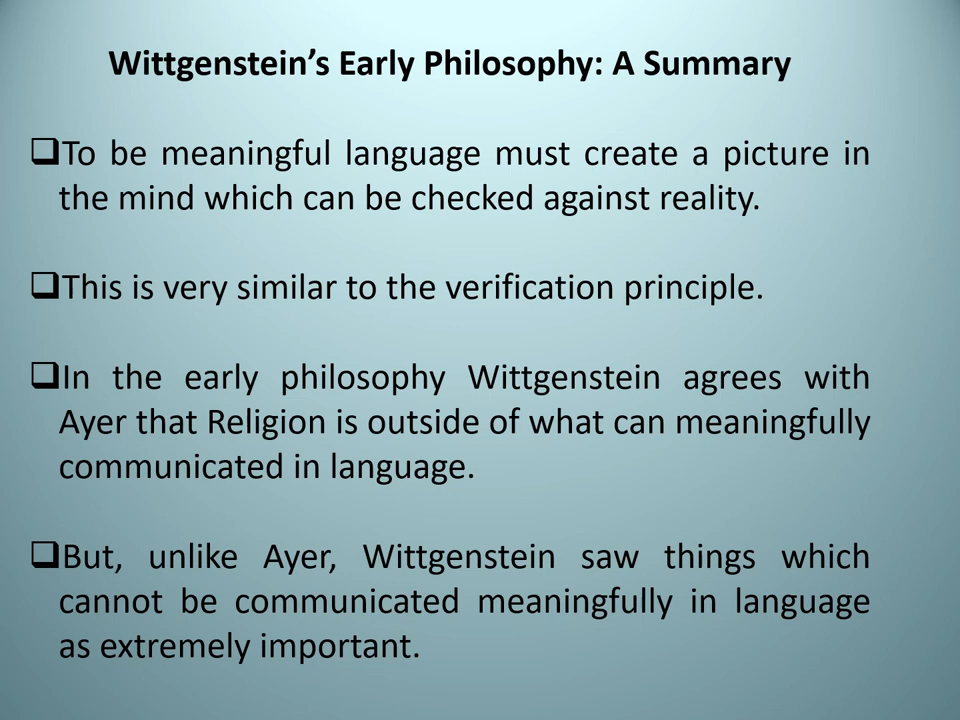 Wittgenstein’s Early Philosophy: A Summary
❑To be meaningful language must create a picture in
the mind which can be checked against reality.
❑This is very similar to the verification principle.
❑In the early philosophy Wittgenstein agrees with
Ayer that Religion is outside of what can meaningfully
communicated in language.
❑But, unlike Ayer, Wittgenstein saw things which
cannot be communicated meaningfully in language
as extremely important.